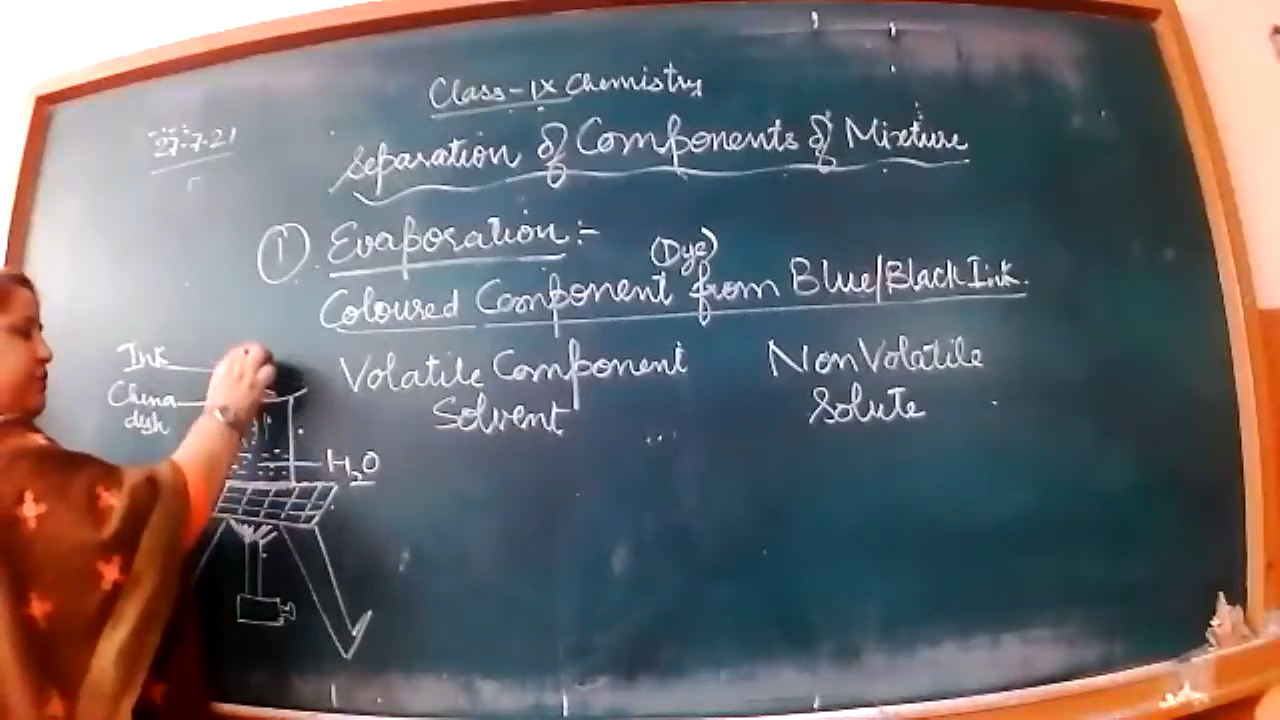 Class-IX Chemistry
27-7-21
Separation of Components of Mixture
① Evaporation :-
(Dye)
Coloured Component from Blue/Black Ink.
Volatile Component Non Volatile
Solvent Solute
Ink
China
dish
H₂O